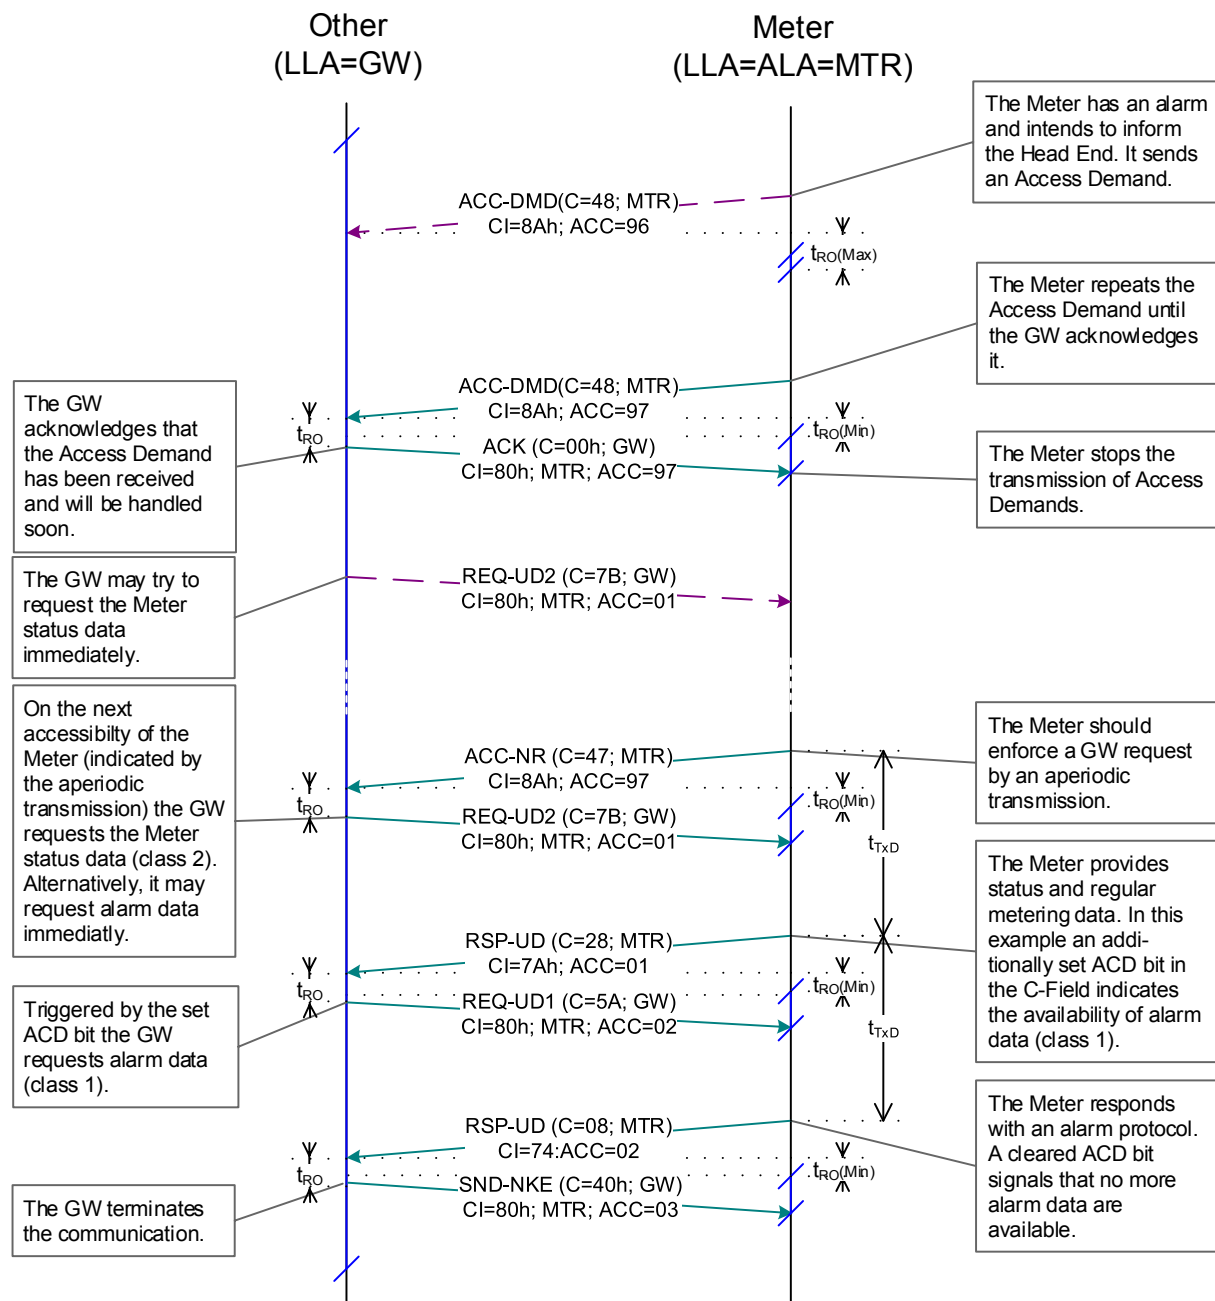 Other
(LLA=GW)
Meter
(LLA=ALA=MTR)
The Meter has an alarm
and intends to inform
the Head End. It sends
an Access Demand.
ACC-DMD(C=48; MTR)
CI=8Ah; ACC=96
tRO(Max)
The Meter repeats the
Access Demand until
the GW acknowledges
it.
ACC-DMD(C=48; MTR)
CI=8Ah; ACC=97
The GW
acknowledges that
the Access Demand
has been received
and will be handled
soon.
tRO
tRO(Min)
ACK (C=00h; GW)
CI=80h; MTR; ACC=97
The Meter stops the
transmission of Access
Demands.
The GW may try to
request the Meter
status data
immediately.
REQ-UD2 (C=7B; GW)
CI=80h; MTR; ACC=01
On the next
accessibilty of the
Meter (indicated by
the aperiodic
transmission) the GW
requests the Meter
status data (class 2).
Alternatively, it may
request alarm data
immediatly.
ACC-NR (C=47; MTR)
CI=8Ah; ACC=97
The Meter should
enforce a GW request
by an aperiodic
transmission.
tRO
tRO(Min)
REQ-UD2 (C=7B; GW)
CI=80h; MTR; ACC=01
tTxD
RSP-UD (C=28; MTR)
CI=7Ah; ACC=01
The Meter provides
status and regular
metering data. In this
example an addi-
tionally set ACD bit in
the C-Field indicates
the availability of alarm
data (class 1).
tRO
tRO(Min)
REQ-UD1 (C=5A; GW)
CI=80h; MTR; ACC=02
tTxD
Triggered by the set
ACD bit the GW
requests alarm data
(class 1).
RSP-UD (C=08; MTR)
CI=74:ACC=02
The Meter responds
with an alarm protocol.
A cleared ACD bit
signals that no more
alarm data are
available.
tRO
tRO(Min)
SND-NKE (C=40h; GW)
CI=80h; MTR; ACC=03
The GW terminates
the communication.